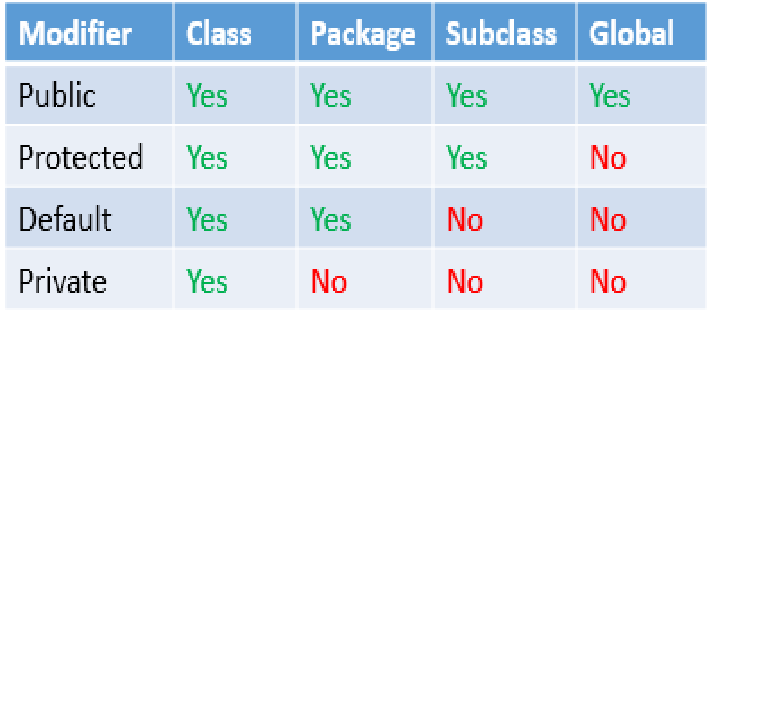 Modifier Class Package Subclass Global
Public Yes Yes Yes Yes
Protected Yes Yes Yes No
Default Yes Yes No No
Private Yes No No No